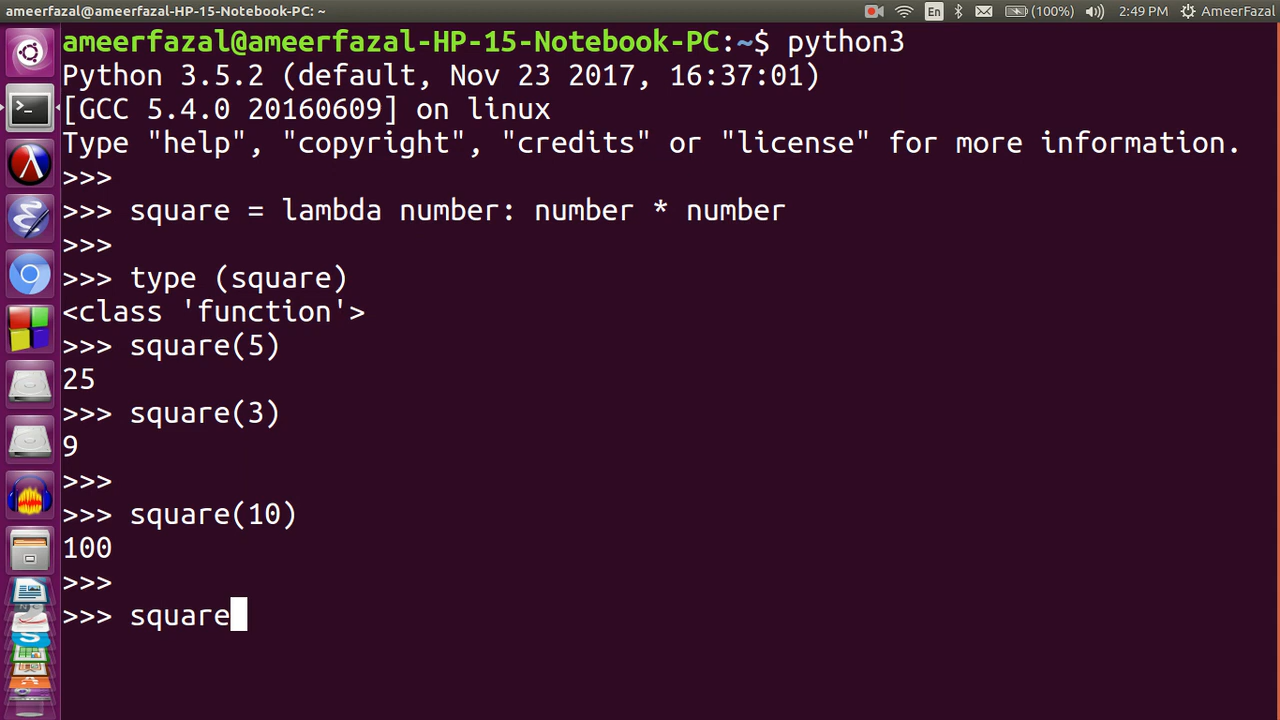 ameerfazal@ameerfazal-HP-15-Notebook-PC: ~
En (100%) 2:49 PM AmeerFazal
ameerfazal@ameerfazal-HP-15-Notebook-PC:~$ python3
Python 3.5.2 (default, Nov 23 2017, 16:37:01)
[GCC 5.4.0 20160609] on linux
Type "help", "copyright", "credits" or "license" for more information.
>>>
>>> square = lambda number: number * number
>>>
>>> type (square)
<class 'function'>
>>> square(5)
25
>>> square(3)
9
>>>
>>> square(10)
100
>>>
>>> square